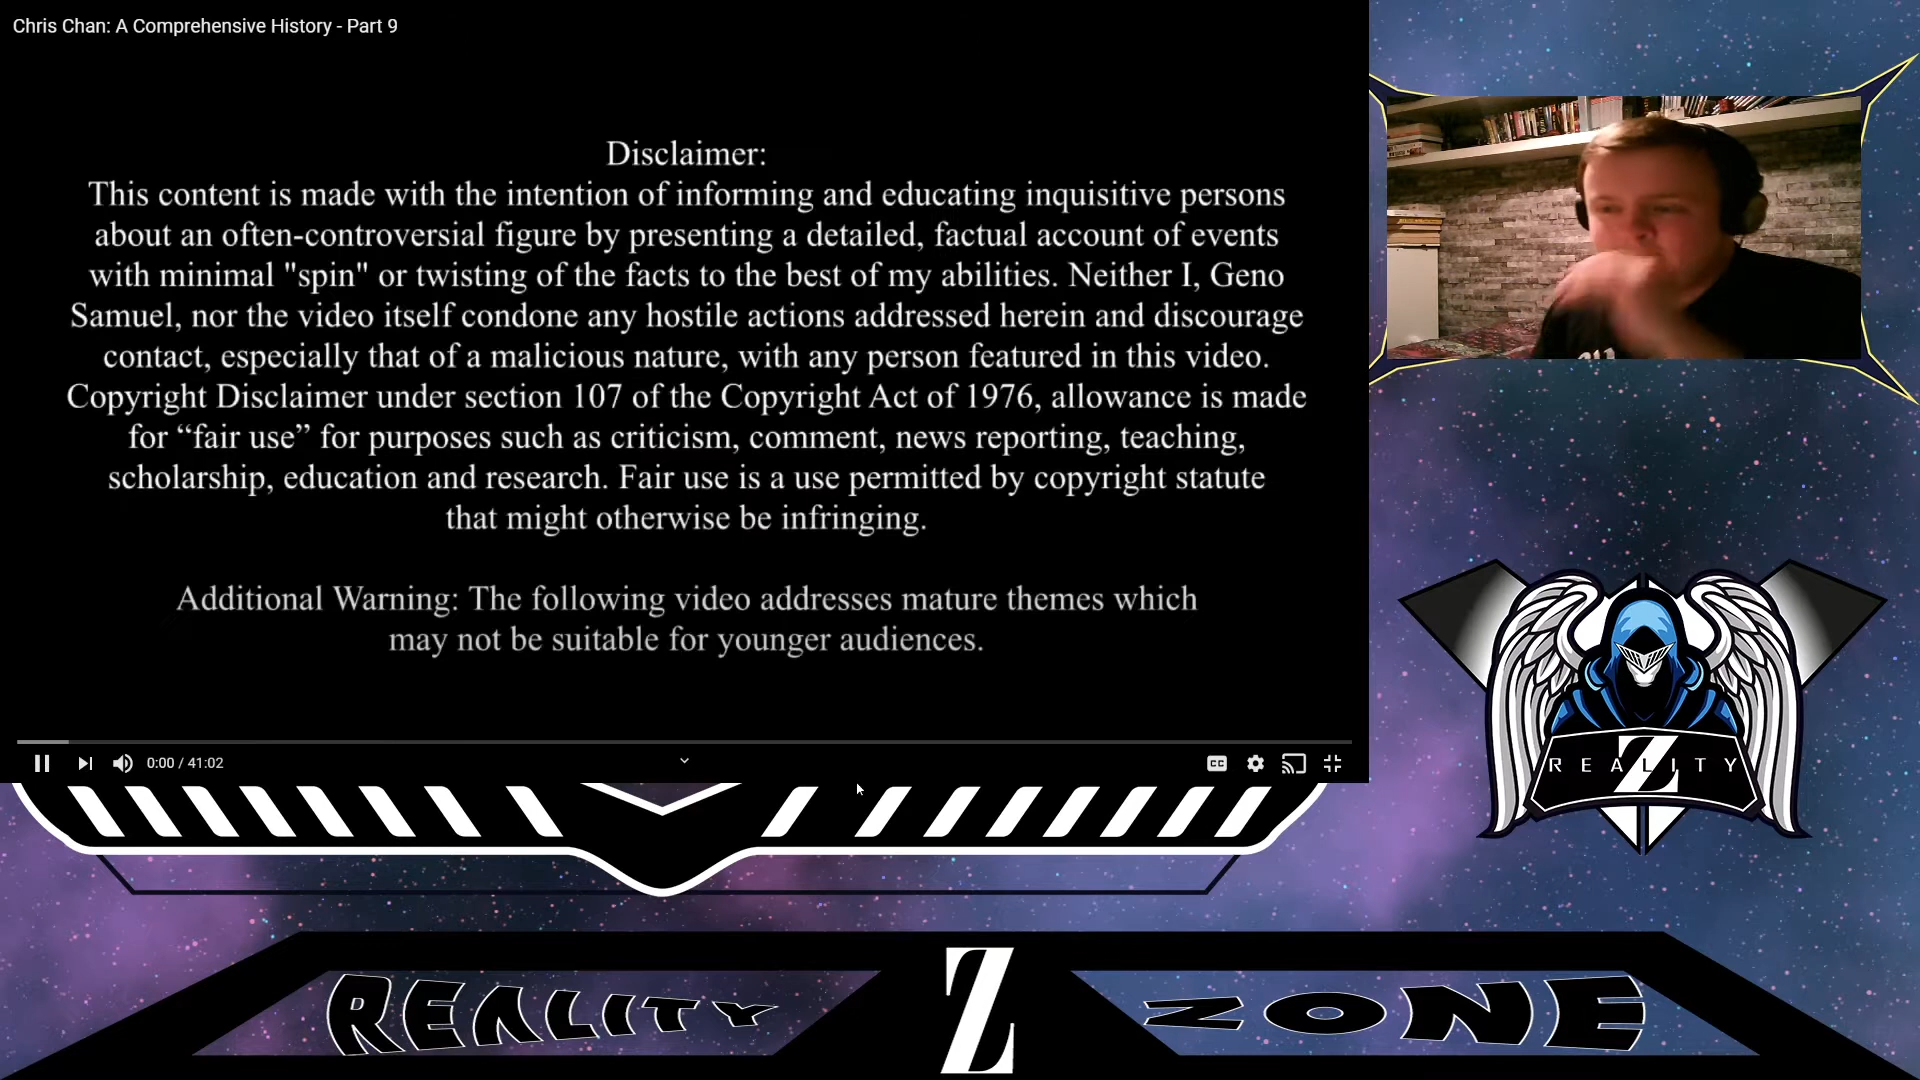 Chris Chan: A Comprehensive History - Part 9
Disclaimer:
This content is made with the intention of informing and educating inquisitive persons
about an often-controversial figure by presenting a detailed, factual account of events
with minimal "spin" or twisting of the facts to the best of my abilities. Neither I, Geno
Samuel, nor the video itself condone any hostile actions addressed herein and discourage
contact, especially that of a malicious nature, with any person featured in this video.
Copyright Disclaimer under section 107 of the Copyright Act of 1976, allowance is made
for “fair use” for purposes such as criticism, comment, news reporting, teaching,
scholarship, education and research. Fair use is a use permitted by copyright statute
that might otherwise be infringing.
Additional Warning: The following video addresses mature themes which
may not be suitable for younger audiences.
0:00 / 41:02
CC
REALITY
Z
REALITY Z ZONE